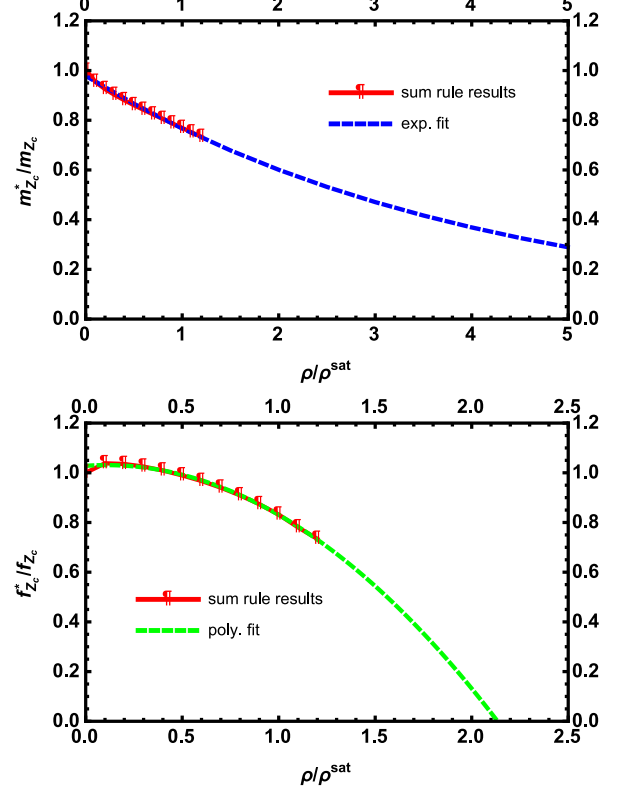 0 1 2 3 4 5
1.2 1.2
1.0 1.0
¶ sum rule results
0.8 exp. fit 0.8
m*Zc/mZc
0.6 0.6
0.4 0.4
0.2 0.2
0.0 0.0
0 1 2 3 4 5
ρ/ρsat
0.0 0.5 1.0 1.5 2.0 2.5
1.2 1.2
1.0 1.0
0.8 0.8
f*Zc/fZc
0.6 0.6
¶ sum rule results
0.4 0.4
poly. fit
0.2 0.2
0.0 0.0
0.0 0.5 1.0 1.5 2.0 2.5
ρ/ρsat